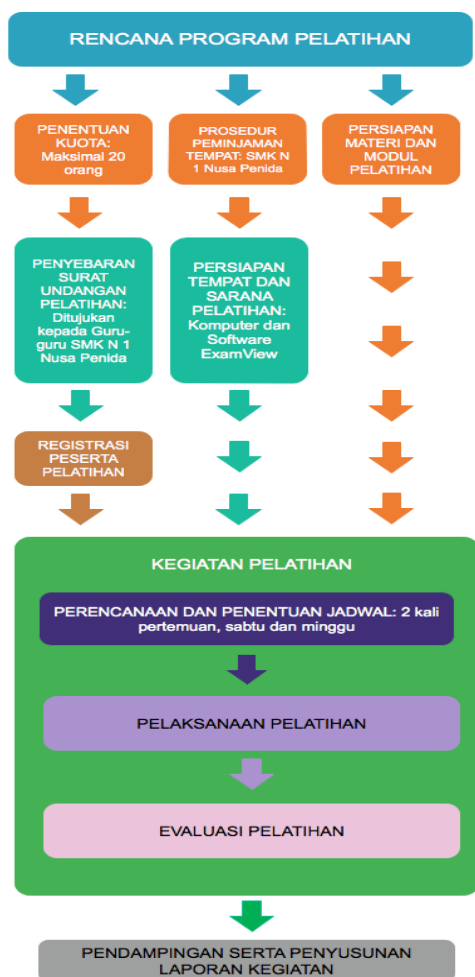 RENCANA PROGRAM PELATIHAN
PENENTUAN
KUOTA:
Maksimal 20
orang
PROSEDUR
PEMINJAMAN
TEMPAT: SMK N
1 Nusa Penida
PERSIAPAN
MATERI DAN
MODUL
PELATIHAN
PENYEBARAN
SURAT
UNDANGAN
PELATIHAN:
Ditujukan
kepada Guru-
guru SMK N 1
Nusa Penida
PERSIAPAN
TEMPAT DAN
SARANA
PELATIHAN:
Komputer dan
Software
ExamView
REGISTRASI
PESERTA
PELATIHAN
KEGIATAN PELATIHAN
PERENCANAAN DAN PENENTUAN JADWAL: 2 kali
pertemuan, sabtu dan minggu
PELAKSANAAN PELATIHAN
EVALUASI PELATIHAN
PENDAMPINGAN SERTA PENYUSUNAN
LAPORAN KEGIATAN